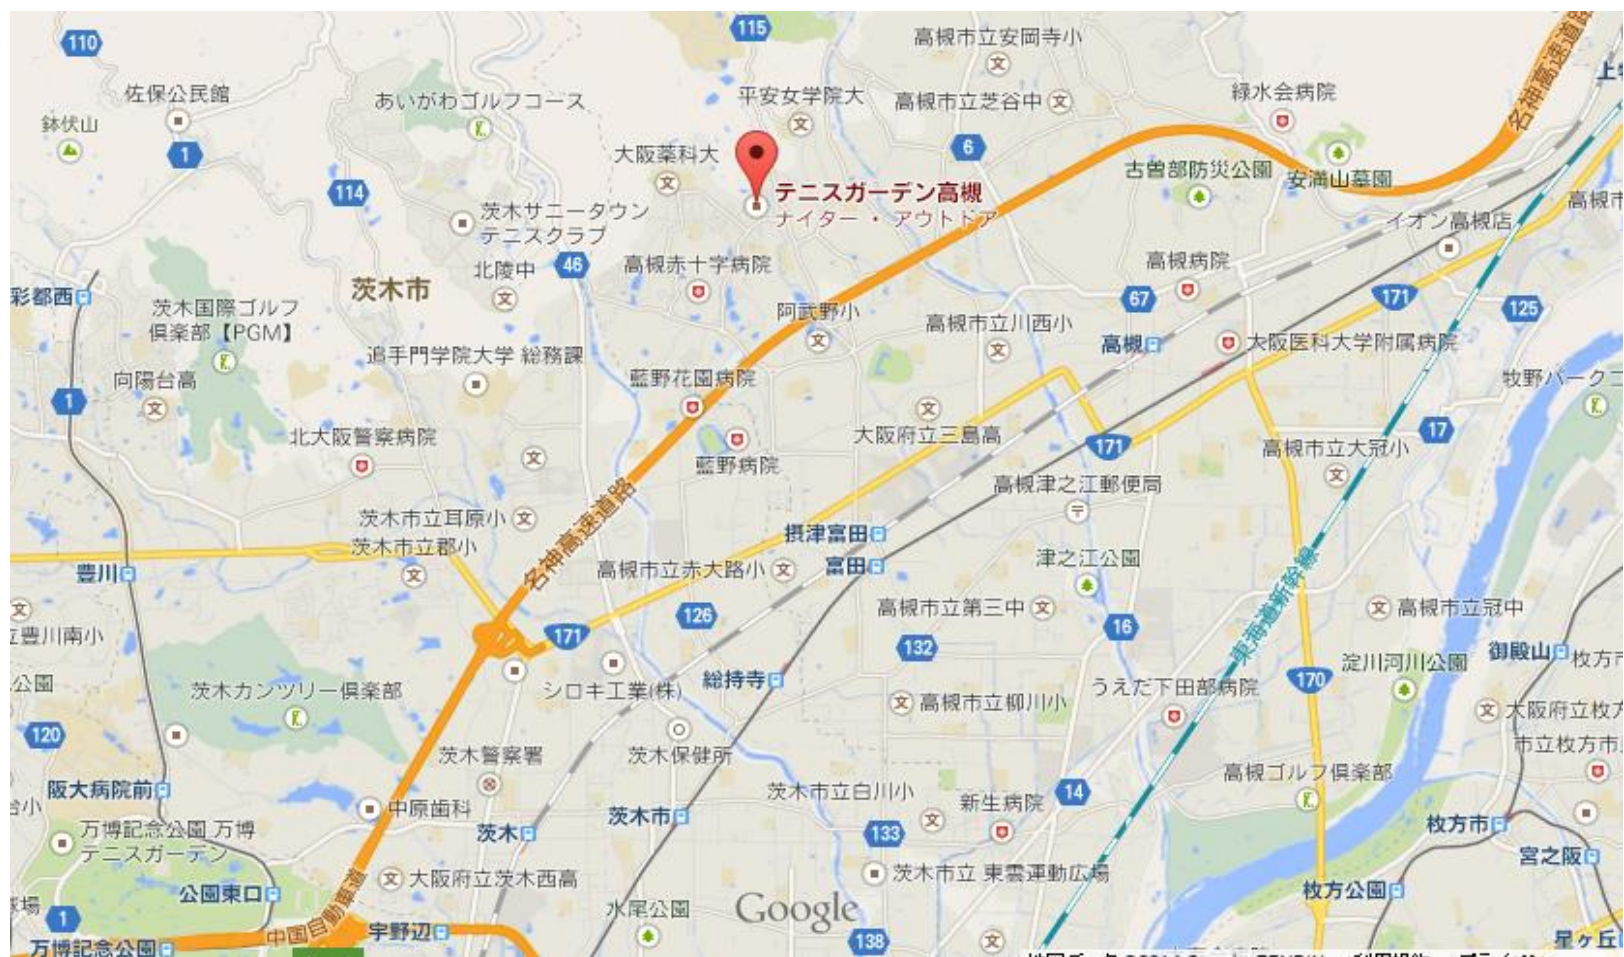 110
115
高槻市立安岡寺小
名神高速道路
佐保公民館
あいがわゴルフコース
平安女学院大
高槻市立芝谷中
緑水会病院
鉢伏山
1
大阪薬科大
6
古曽部防災公園
安満山墓園
114
テニスガーデン高槻
ナイター ・ アウトドア
茨木サニータウン
テニスクラブ
イオン高槻店
北陵中
46
高槻赤十字病院
高槻病院
茨木市
彩都西
茨木国際ゴルフ
倶楽部【PGM】
阿武野小
高槻市立川西小
67
171
125
高槻
大阪医科大学附属病院
追手門学院大学 総務課
向陽台高
藍野花園病院
1
北大阪警察病院
藍野病院
大阪府立三島高
171
高槻市立大冠小
17
高槻津之江郵便局
茨木市立耳原小
名神高速道路
摂津富田
茨木市立郡小
豊川
高槻市立赤大路小
富田
津之江公園
東海道新幹線
126
高槻市立第三中
16
高槻市立冠中
171
132
御殿山
淀川河川公園
茨木カンツリー倶楽部
シロキ工業(株)
総持寺
高槻市立柳川小
うえだ下田部病院
170
120
茨木警察署
茨木保健所
高槻ゴルフ倶楽部
阪大病院前
中原歯科
茨木市立白川小
新生病院
14
万博記念公園 万博
テニスガーデン
茨木
茨木市
133
枚方市
宮之阪
公園東口
大阪府立茨木西高
茨木市立 東雲運動広場
枚方公園
1
中国自動車道
水尾公園
Google
万博記念公園
宇野辺
138
星ヶ丘